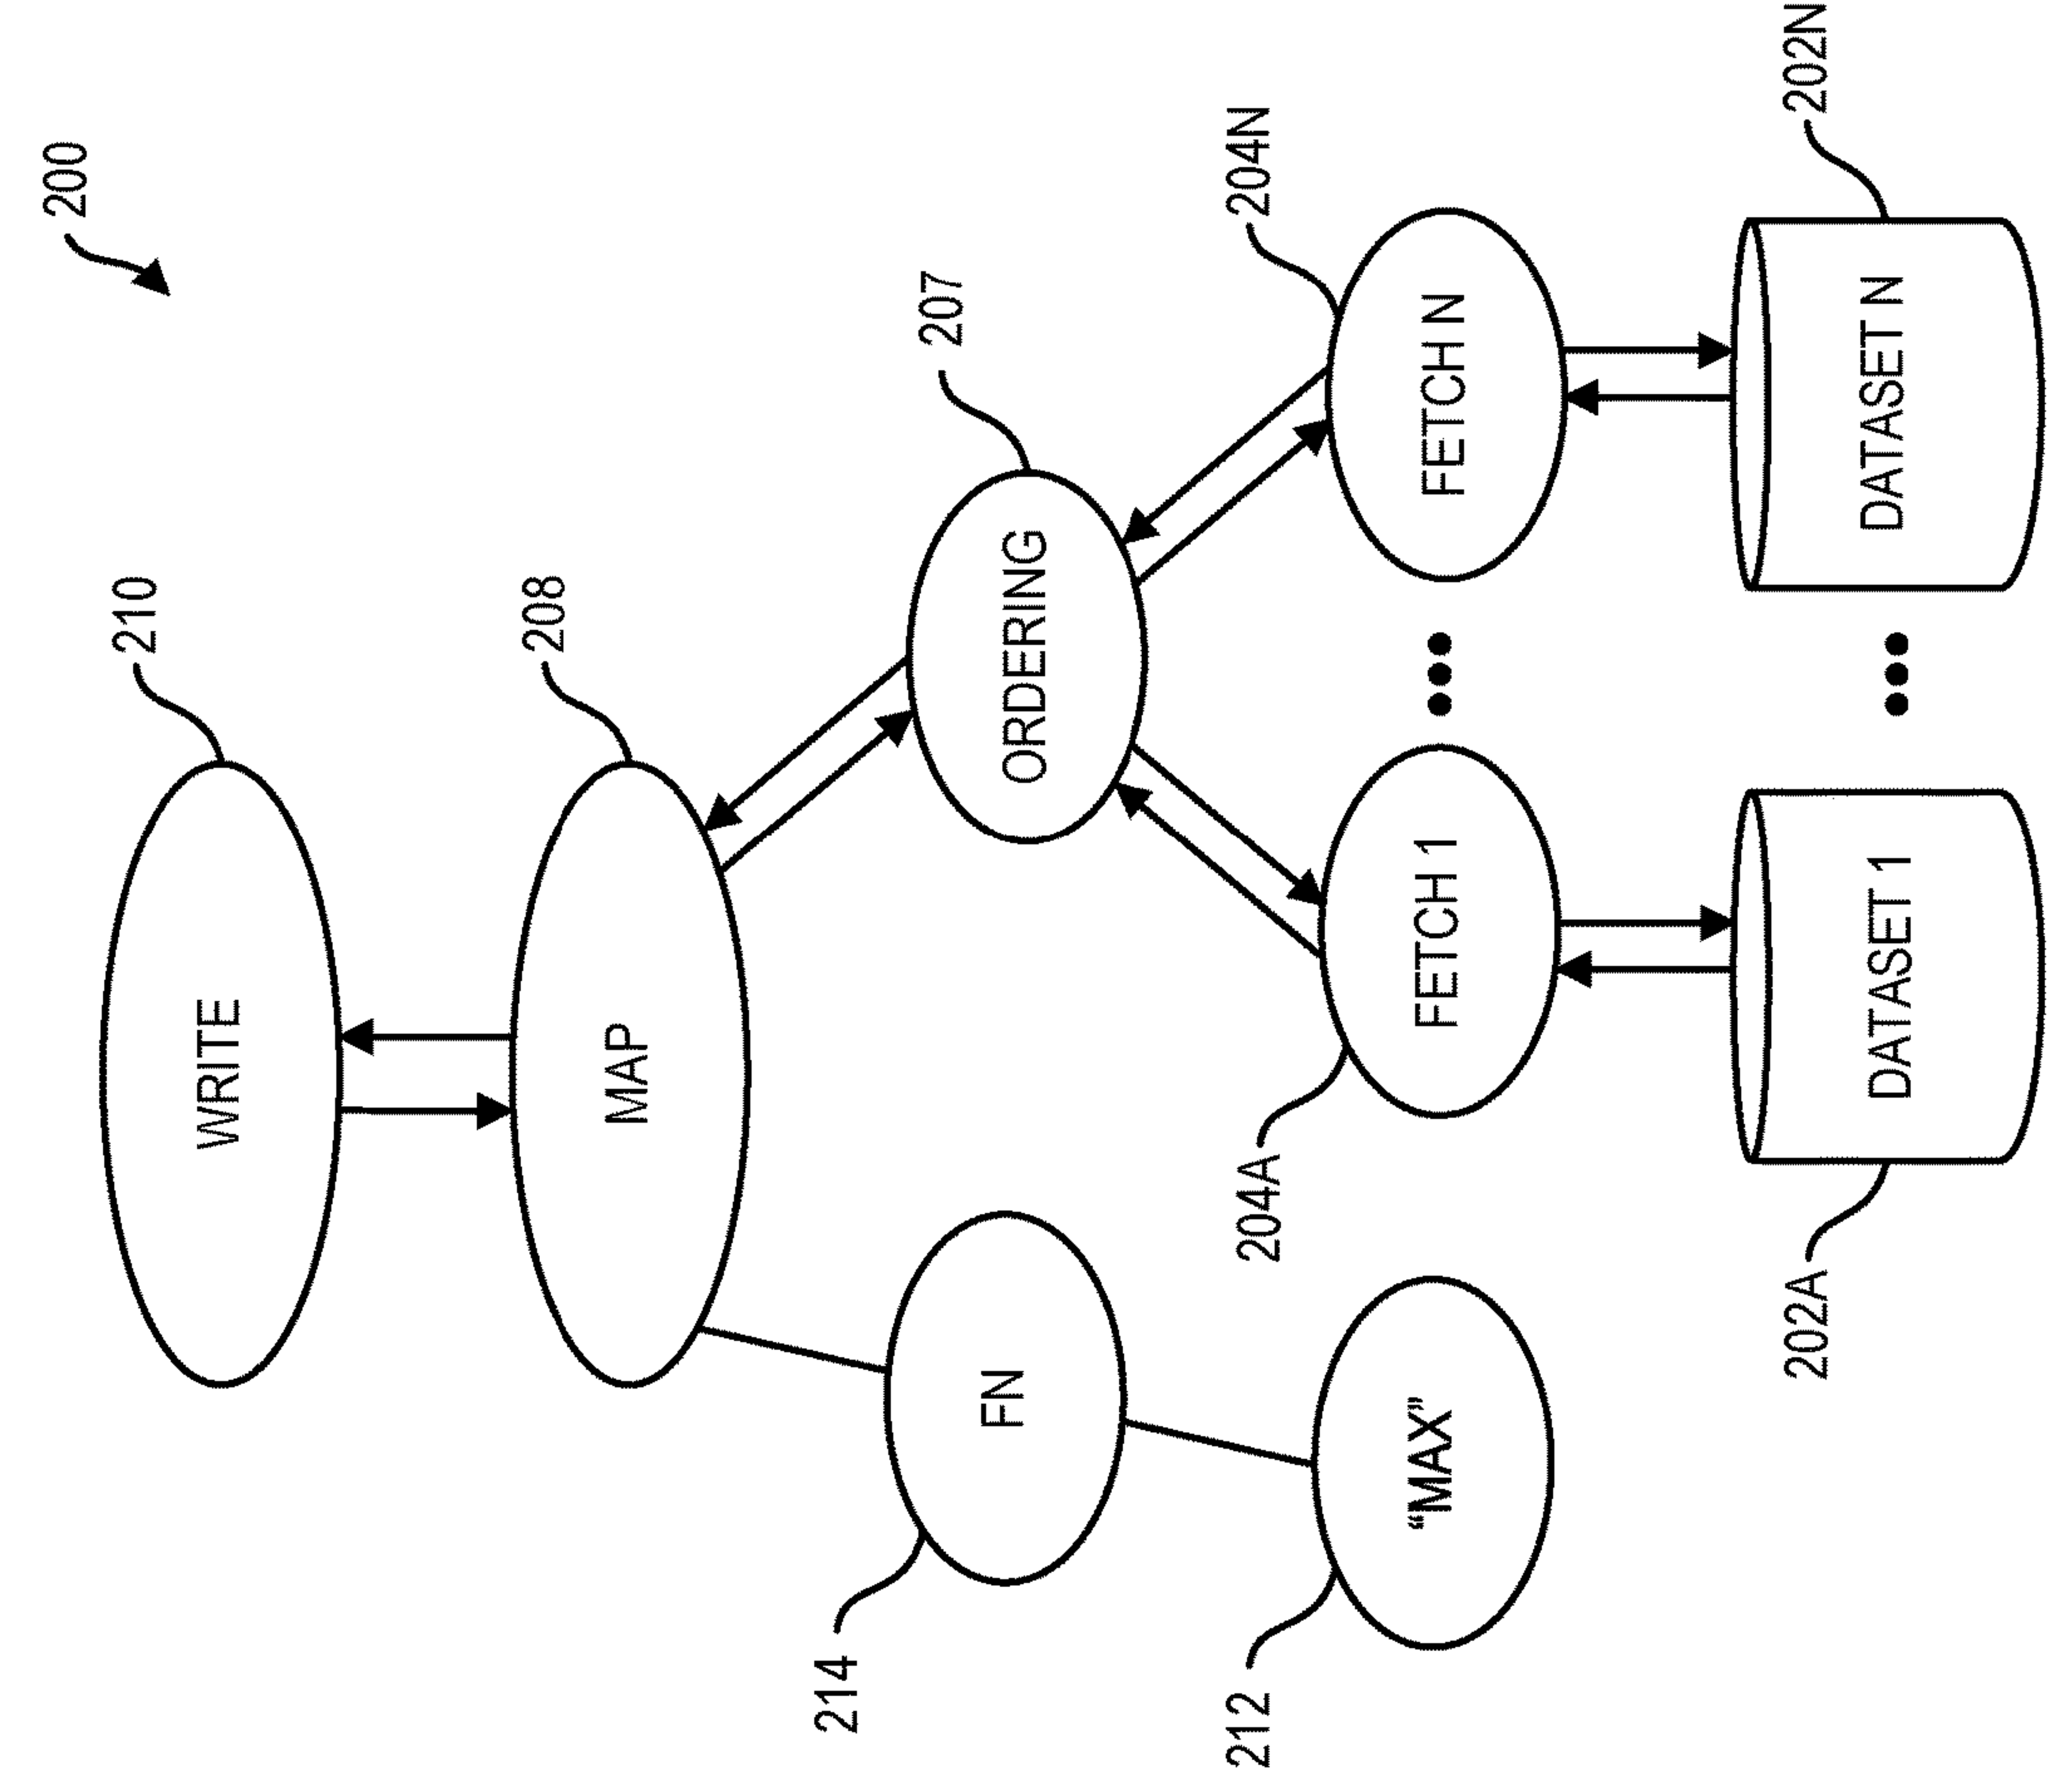 200
210
WRITE
208
MAP
207
ORDERING
214
FN
204A
FETCH 1
204N
FETCH N
212
“MAX”
202A
DATASET 1
202N
DATASET N